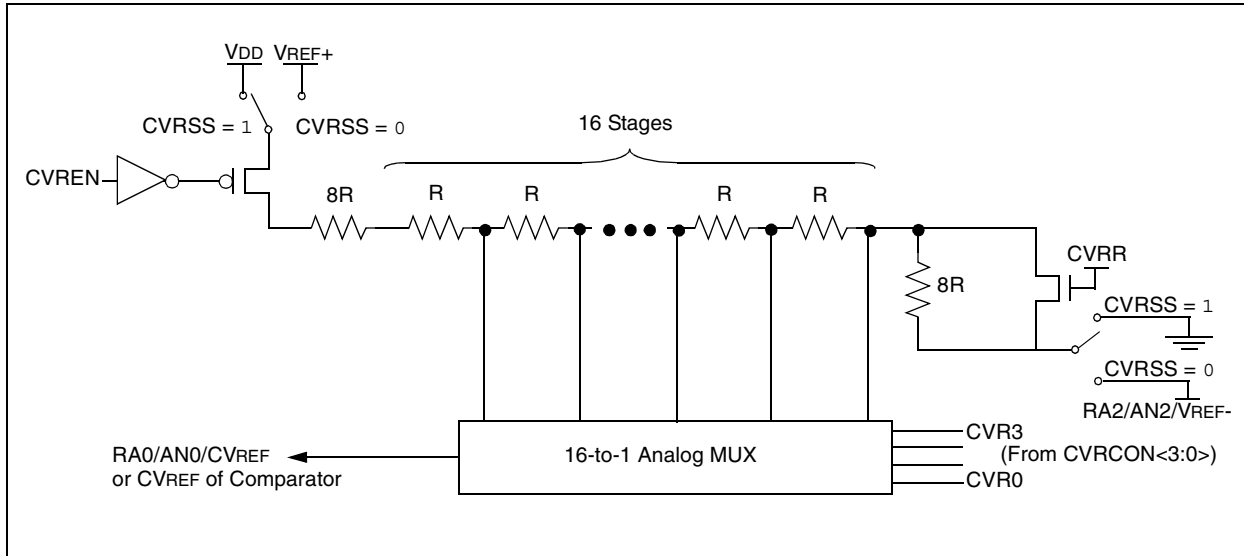 VDD VREF+
CVRSS = 1 CVRSS = 0
16 Stages
CVREN
8R R R R R
CVRR
8R
CVRSS = 1
CVRSS = 0
RA2/AN2/VREF-
RA0/AN0/CVREF
or CVREF of Comparator
16-to-1 Analog MUX
CVR3
(From CVRCON<3:0>)
CVR0